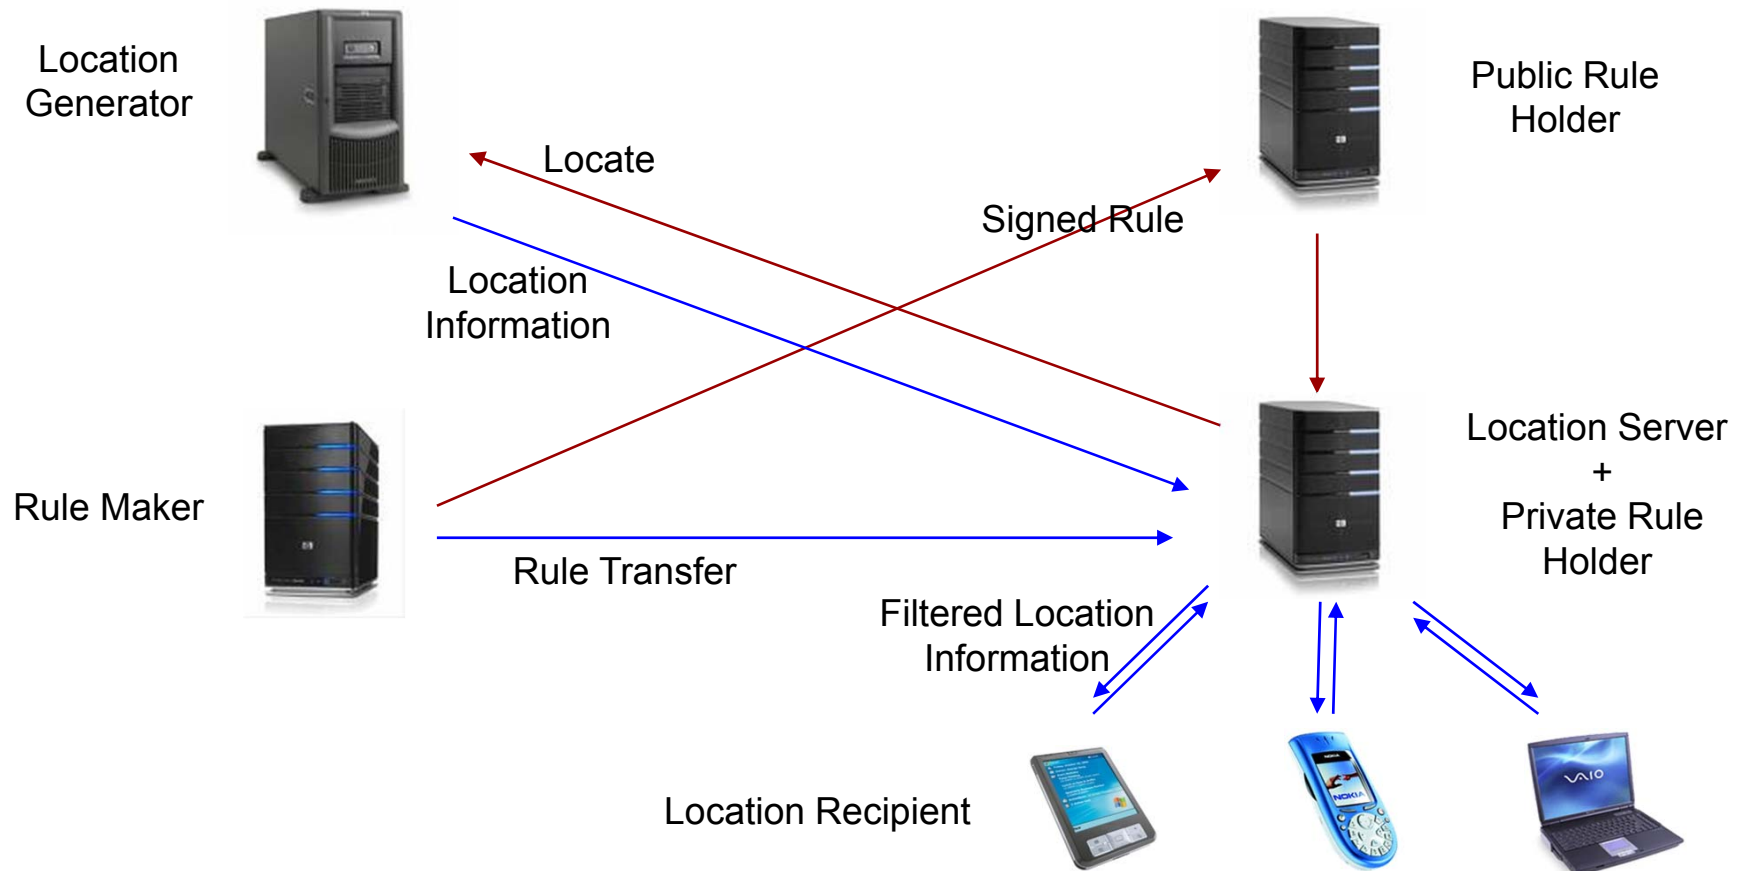 Location
Generator
Public Rule
Holder
Locate
Signed Rule
Location
Information
Location Server
+
Private Rule
Holder
Rule Maker
Rule Transfer
Filtered Location
Information
Location Recipient
NOKIA
NOKIA
VAIO